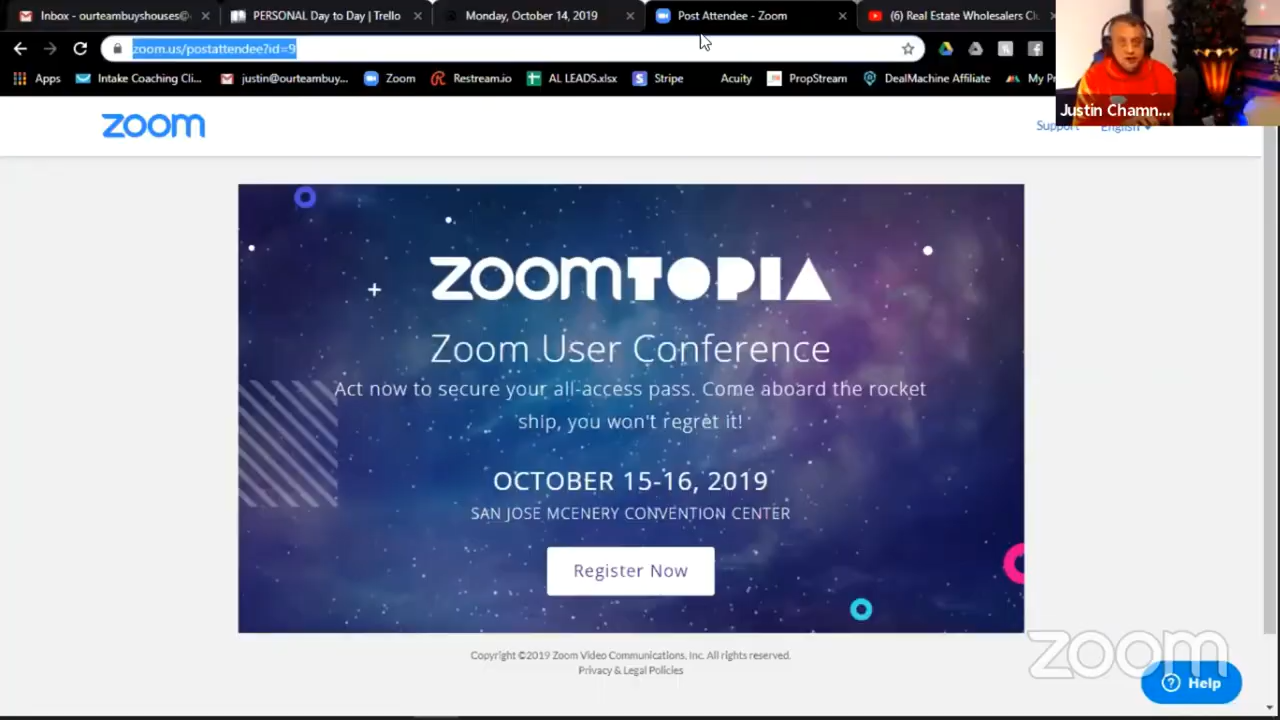 Inbox - ourteambuyshouses@
PERSONAL Day to Day | Trello
Monday, October 14, 2019
Post Attendee - Zoom
(6) Real Estate Wholesalers Clu
zoom.us/postattendee?id=9
Apps
Intake Coaching Cli...
justin@ourteambuy...
Zoom
Restream.io
AL LEADS.xlsx
Stripe
Acuity
PropStream
DealMachine Affiliate
My Pr
Justin Chamn...
zoom
Support
English
zoomTOPIA
Zoom User Conference
Act now to secure your all-access pass. Come aboard the rocket
ship, you won't regret it!
OCTOBER 15-16, 2019
SAN JOSE MCENERY CONVENTION CENTER
Register Now
Copyright ©2019 Zoom Video Communications, Inc. All rights reserved.
Privacy & Legal Policies
zoom
Help